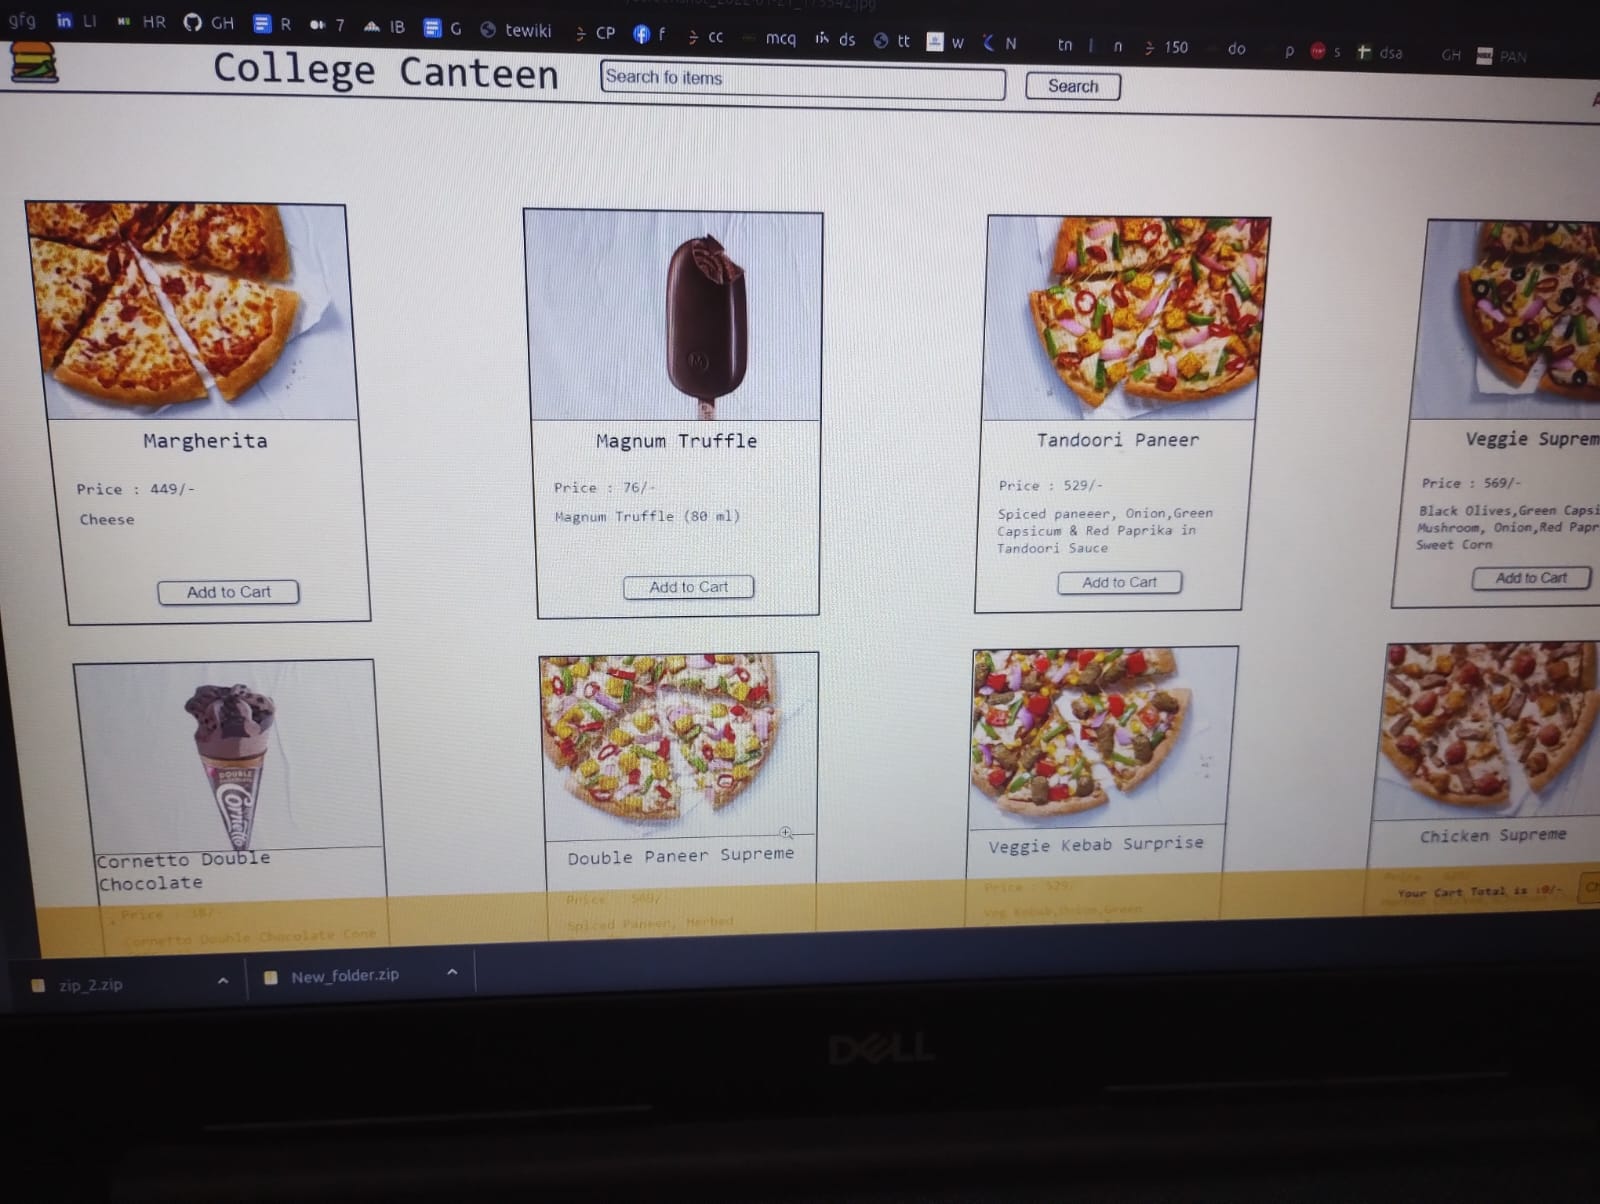 gfg LI HR GH R 7 IB G tewiki CP f cc mcq ds tt w N tn n 150 do p s dsa GH PAN
College Canteen
Search fo items
Search
Margherita
Price : 449/-
Cheese
Add to Cart
M
Magnum Truffle
Price : 76/-
Magnum Truffle (80 ml)
Add to Cart
Tandoori Paneer
Price : 529/-
Spiced paneeer, Onion,Green
Capsicum & Red Paprika in
Tandoori Sauce
Add to Cart
Veggie Suprem
Price : 569/-
Black Olives,Green Capsi
Mushroom, Onion,Red Papr
Sweet Corn
Add to Cart
DOUBLE
Cornetto
Cornetto Double
Chocolate
Price :
Cornetto Double Chocolate Cone
Double Paneer Supreme
Price :
Spiced Paneer, Herbed
Veggie Kebab Surprise
Price : 529/-
Veg Kebab,Onion,Green
Chicken Supreme
Your Cart Total is :0/-
Ch
zip_2.zip
New_folder.zip
DELL